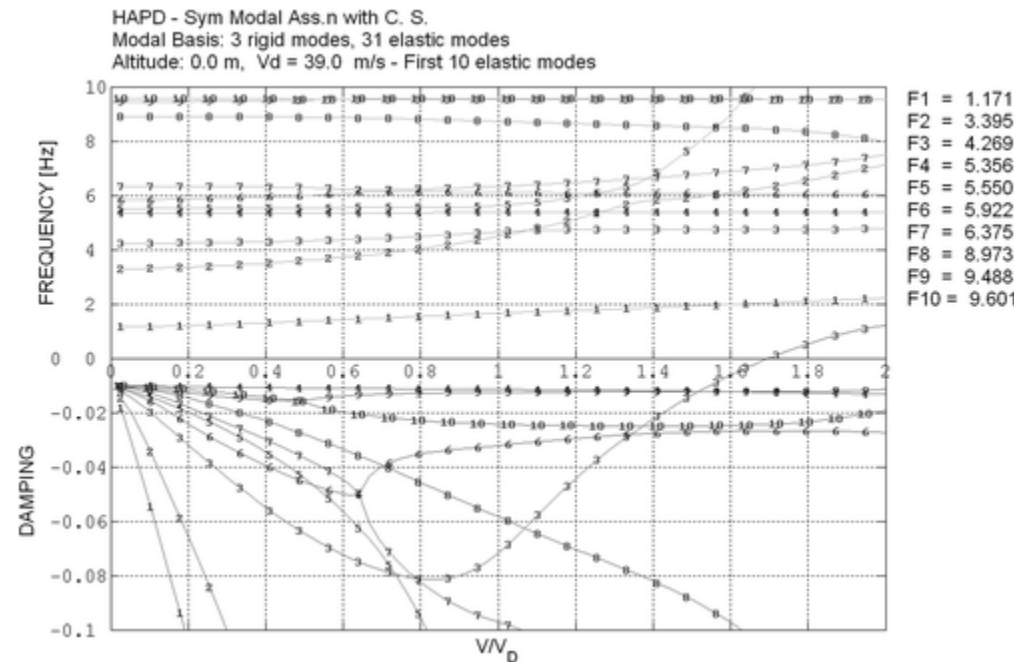 HAPD - Sym Modal Ass.n with C. S.
Modal Basis: 3 rigid modes, 31 elastic modes
Altitude: 0.0 m, Vd = 39.0 m/s - First 10 elastic modes
FREQUENCY [Hz]
10
8
6
4
2
0 0
F1 = 1.171
F2 = 3.395
F3 = 4.269
F4 = 5.356
F5 = 5.550
F6 = 5.922
F7 = 6.375
F8 = 8.973
F9 = 9.488
F10 = 9.601
0 0.2 0.4 0.6 0.8 1 1.2 1.4 1.6 1.8 2
DAMPING
-0.02
-0.04
-0.06
-0.08
-0.1
V/VD